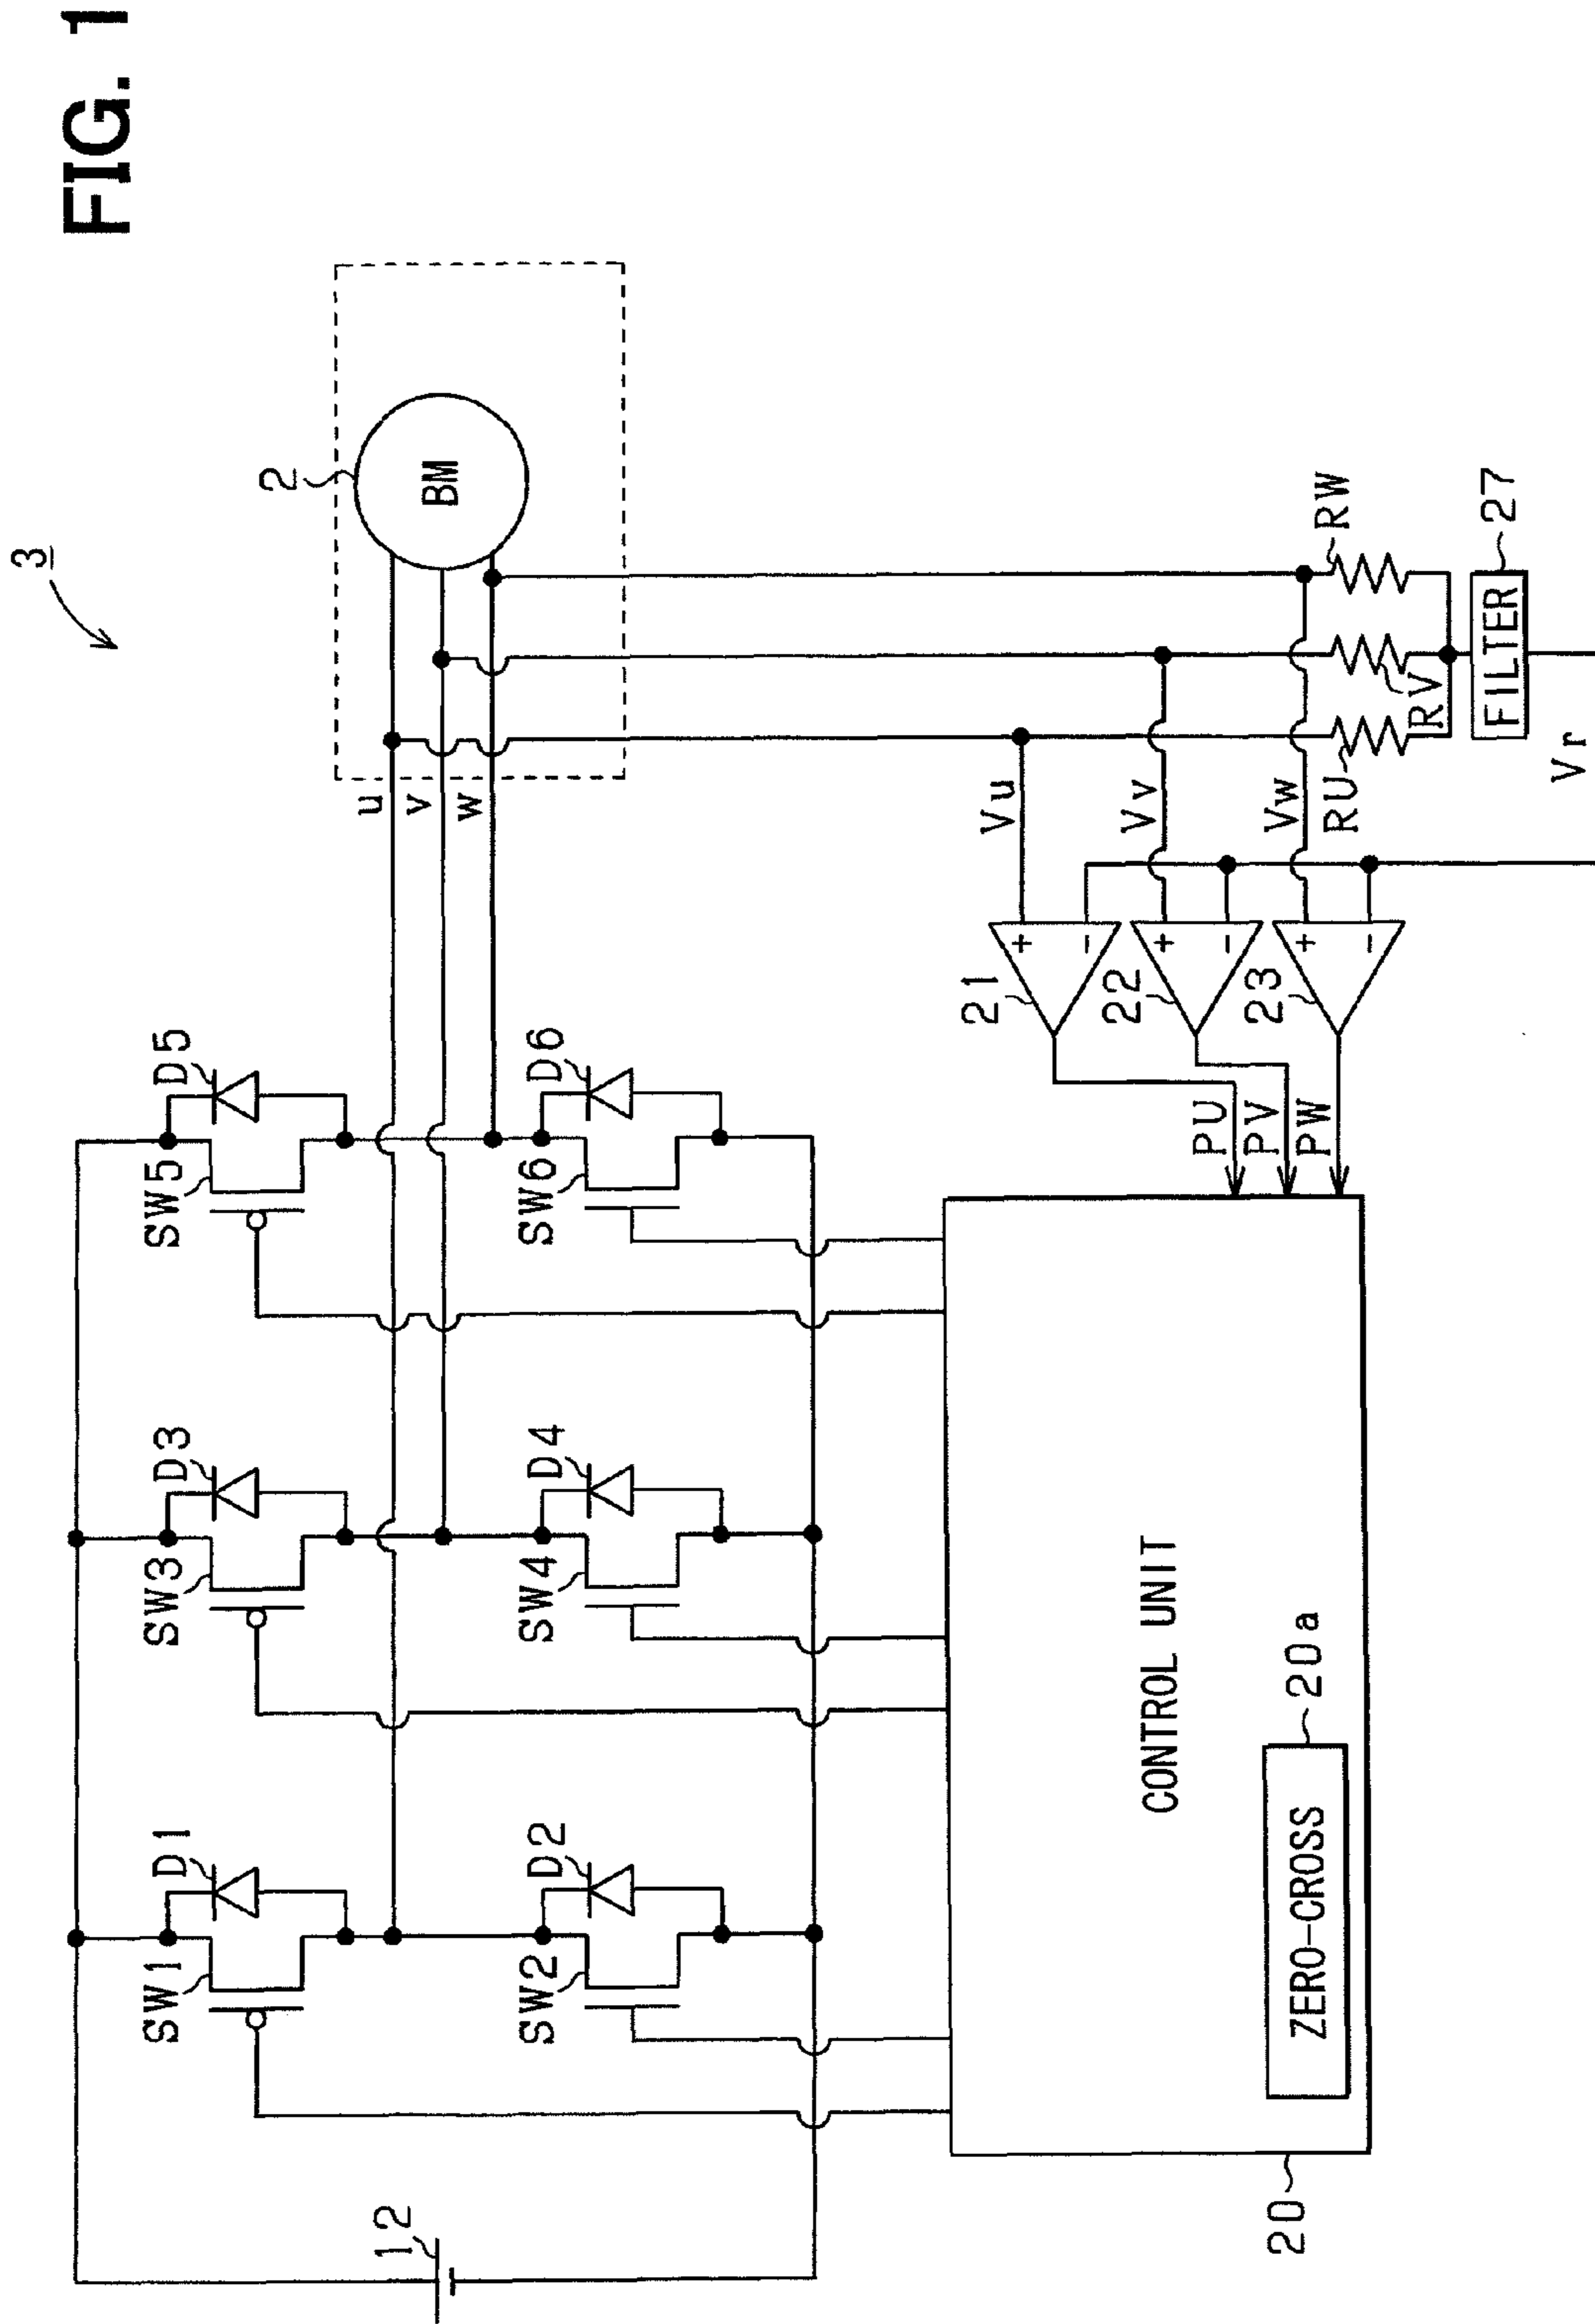 FIG. 1
3
2
BM
u
v
w
D5
SW5
D6
SW6
D3
SW3
D4
SW4
D1
SW1
D2
SW2
12
Vu
Vv
Vw
RU
RV
RW
FILTER
27
Vr
+
-
+
-
+
-
21
22
23
PU
PV
PW
CONTROL UNIT
ZERO-CROSS
20a
20